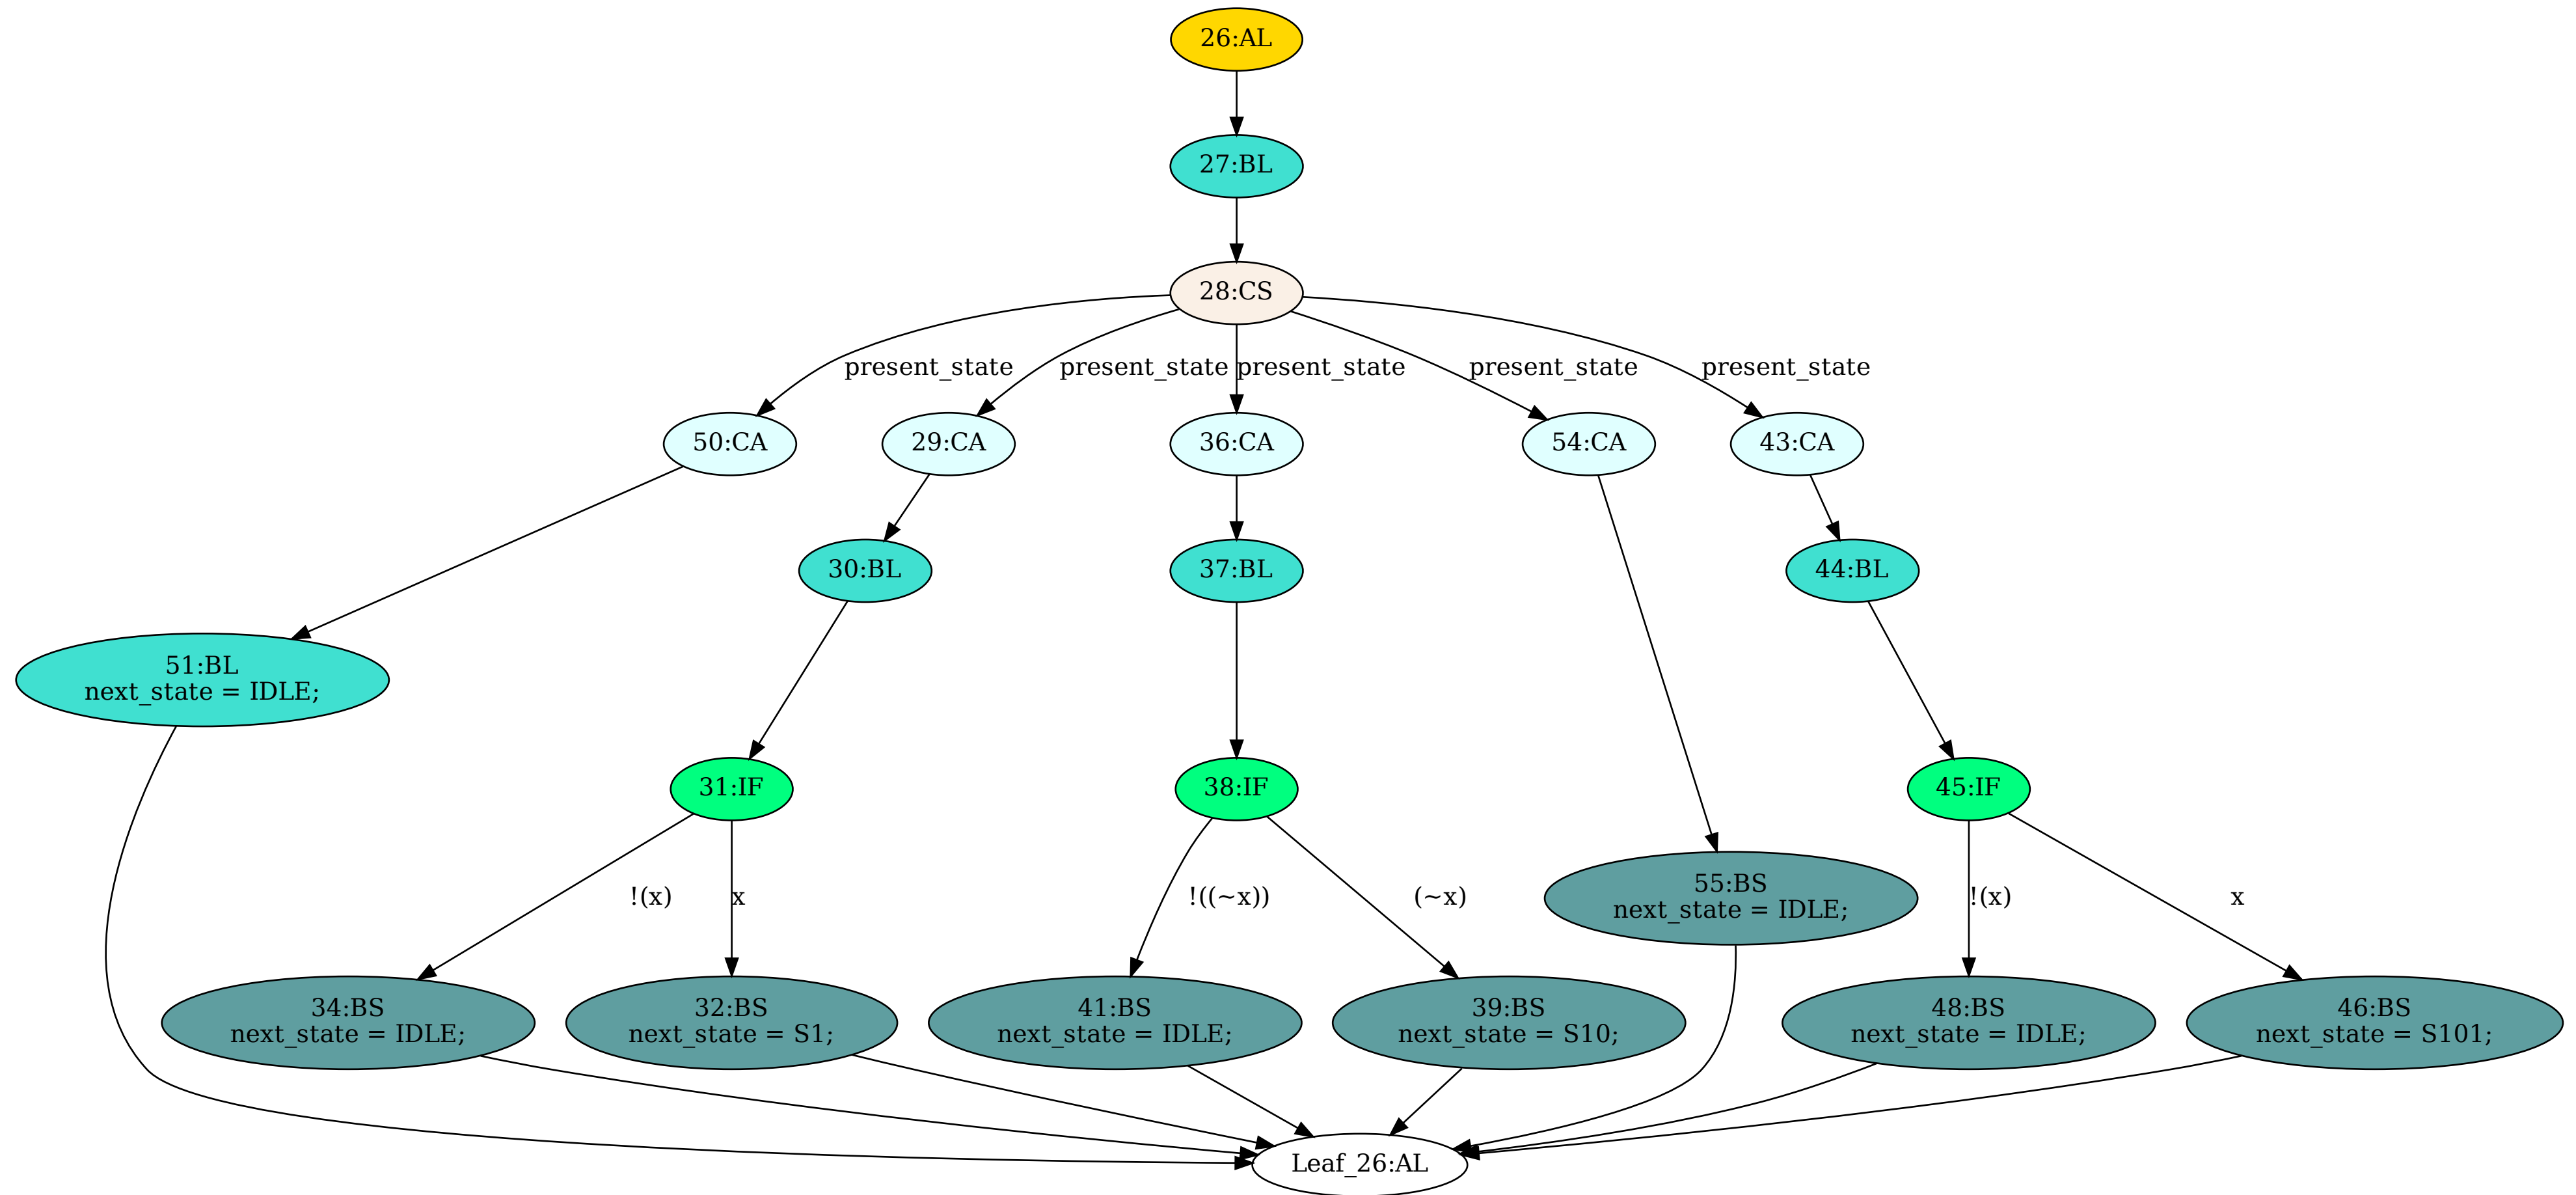 26:AL
27:BL
28:CS
present_state
present_state
present_state
present_state
present_state
50:CA
29:CA
36:CA
54:CA
43:CA
30:BL
37:BL
44:BL
51:BL
next_state = IDLE;
31:IF
38:IF
45:IF
!(x)
x
!((~x))
(~x)
55:BS
next_state = IDLE;
!(x)
x
34:BS
next_state = IDLE;
32:BS
next_state = S1;
41:BS
next_state = IDLE;
39:BS
next_state = S10;
48:BS
next_state = IDLE;
46:BS
next_state = S101;
Leaf_26:AL